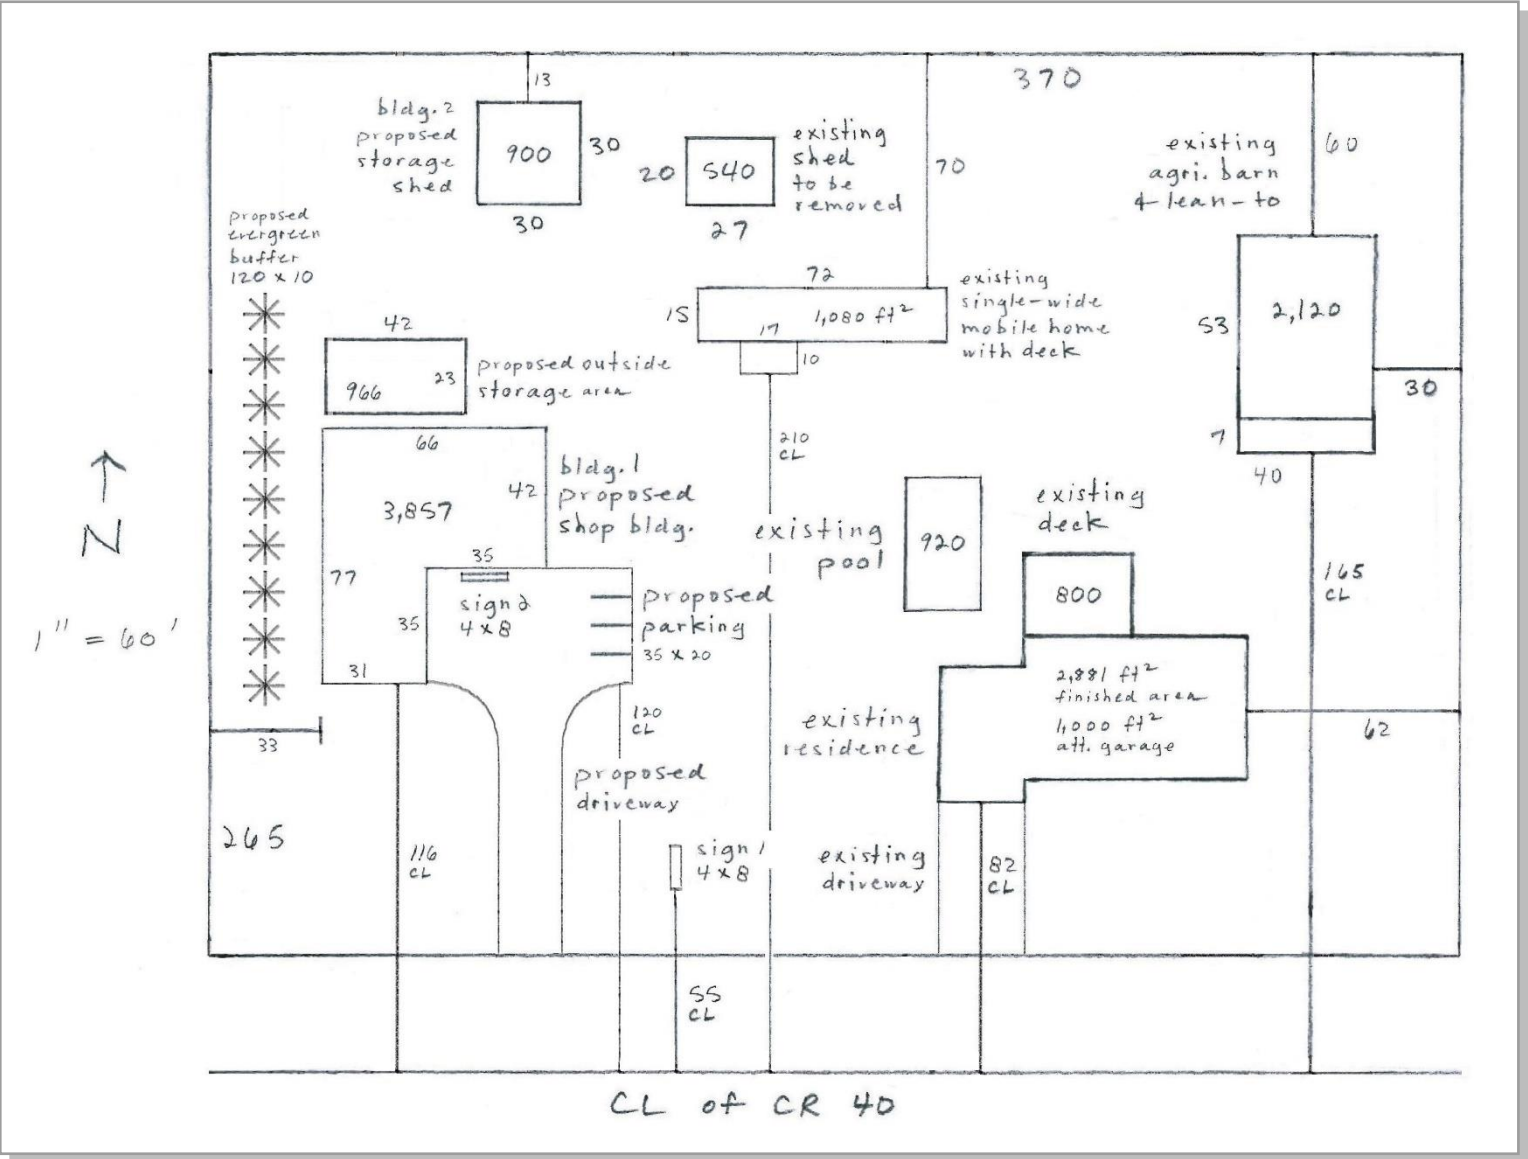 370
13
bldg. 2
proposed
storage
shed
900
30
30
20
540
27
existing
shed
to be
removed
70
existing
agri. barn
& lean-to
60
proposed
evergreen
buffer
120 x 10
72
15
1,080 ft²
17
10
existing
single-wide
mobile home
with deck
53
2,120
30
7
40
42
966
23
proposed outside
storage area
66
3,857
42
bldg. 1
proposed
shop bldg.
77
35
35
31
sign 2
4 x 8
proposed
parking
35 x 20
210
CL
existing
pool
920
existing
deck
800
165
CL
N
1" = 60'
33
265
116
CL
120
CL
proposed
driveway
sign 1
4 x 8
55
CL
existing
residence
2,881 ft²
finished area
1,000 ft²
att. garage
62
existing
driveway
82
CL
CL of CR 40